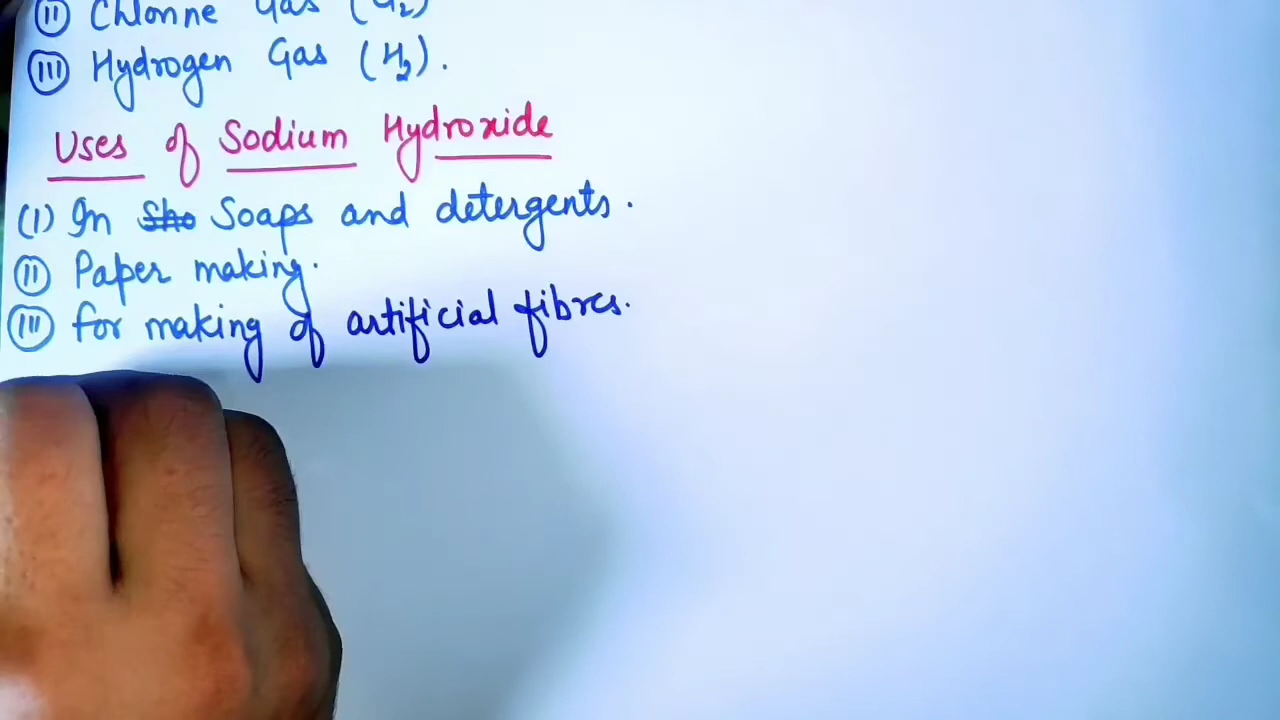 (II) Chlorine Gas (Cl₂)
(III) Hydrogen Gas (H₂).
Uses of Sodium Hydroxide
(1) In Soaps and detergents.
(II) Paper making.
(III) for making of artificial fibres.